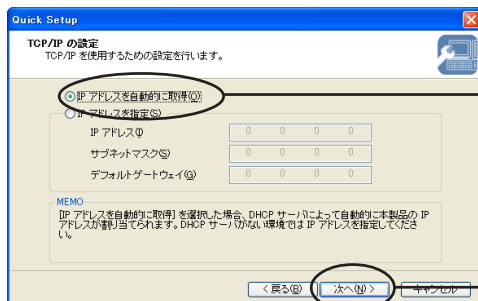 Quick Setup
TCP/IP の設定
TCP/IP を使用するための設定を行います。
IP アドレスを自動的に取得(O)
IP アドレスを指定(S)
IP アドレス(I)
0 0 0 0
サブネットマスク(S)
0 0 0 0
デフォルトゲートウェイ(G)
0 0 0 0
MEMO
[IP アドレスを自動的に取得] を選択した場合、DHCP サーバによって自動的に本製品の IP
アドレスが割り当てられます。DHCP サーバがない環境では IP アドレスを指定してくださ
い。
< 戻る(B)
次へ(N) >
キャンセル